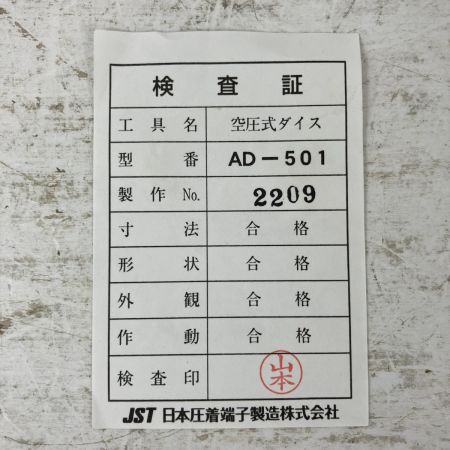 検査証
工具名 空圧式ダイス
型番 AD-501
製作No. 2209
寸法 合格
形状 合格
外観 合格
作動 合格
検査印 山本
JST 日本圧着端子製造株式会社